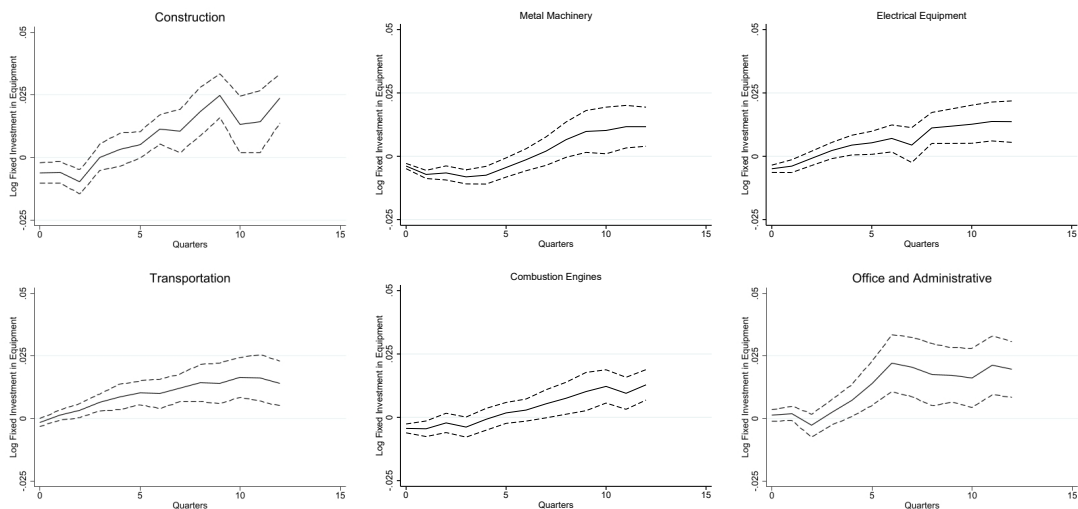 Construction
Metal Machinery
Electrical Equipment
Log Fixed Investment in Equipment
.05
.025
0
-.025
0 5 10 15
Quarters
Log Fixed Investment in Equipment
.05
.025
0
-.025
0 5 10 15
Quarters
Log Fixed Investment in Equipment
.05
.025
0
-.025
0 5 10 15
Quarters
Transportation
Combustion Engines
Office and Administrative
Log Fixed Investment in Equipment
.05
.025
0
-.025
0 5 10 15
Quarters
Log Fixed Investment in Equipment
.05
.025
0
-.025
0 5 10 15
Quarters
Log Fixed Investment in Equipment
.05
.025
0
-.025
0 5 10 15
Quarters